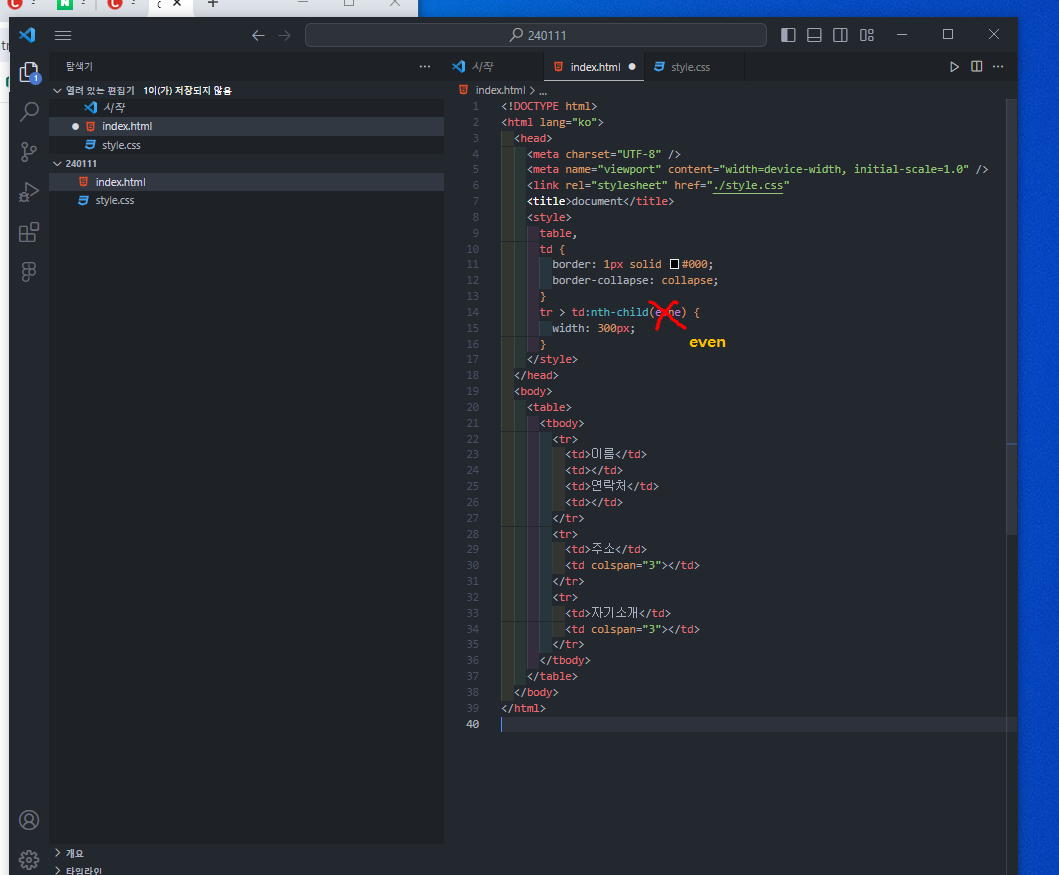 240111
탐색기
시작
index.html
style.css
열려 있는 편집기 1이(가) 저장되지 않음
시작
index.html
style.css
240111
index.html
style.css
index.html > ...
1 <!DOCTYPE html>
2 <html lang="ko">
3 <head>
4 <meta charset="UTF-8" />
5 <meta name="viewport" content="width=device-width, initial-scale=1.0" />
6 <link rel="stylesheet" href="./style.css"
7 <title>document</title>
8 <style>
9 table,
10 td {
11 border: 1px solid #000;
12 border-collapse: collapse;
13 }
14 tr > td:nth-child(evne) {
15 width: 300px;
even
16 }
17 </style>
18 </head>
19 <body>
20 <table>
21 <tbody>
22 <tr>
23 <td>이름</td>
24 <td></td>
25 <td>연락처</td>
26 <td></td>
27 </tr>
28 <tr>
29 <td>주소</td>
30 <td colspan="3"></td>
31 </tr>
32 <tr>
33 <td>자기소개</td>
34 <td colspan="3"></td>
35 </tr>
36 </tbody>
37 </table>
38 </body>
39 </html>
40
1
개요
타임라인